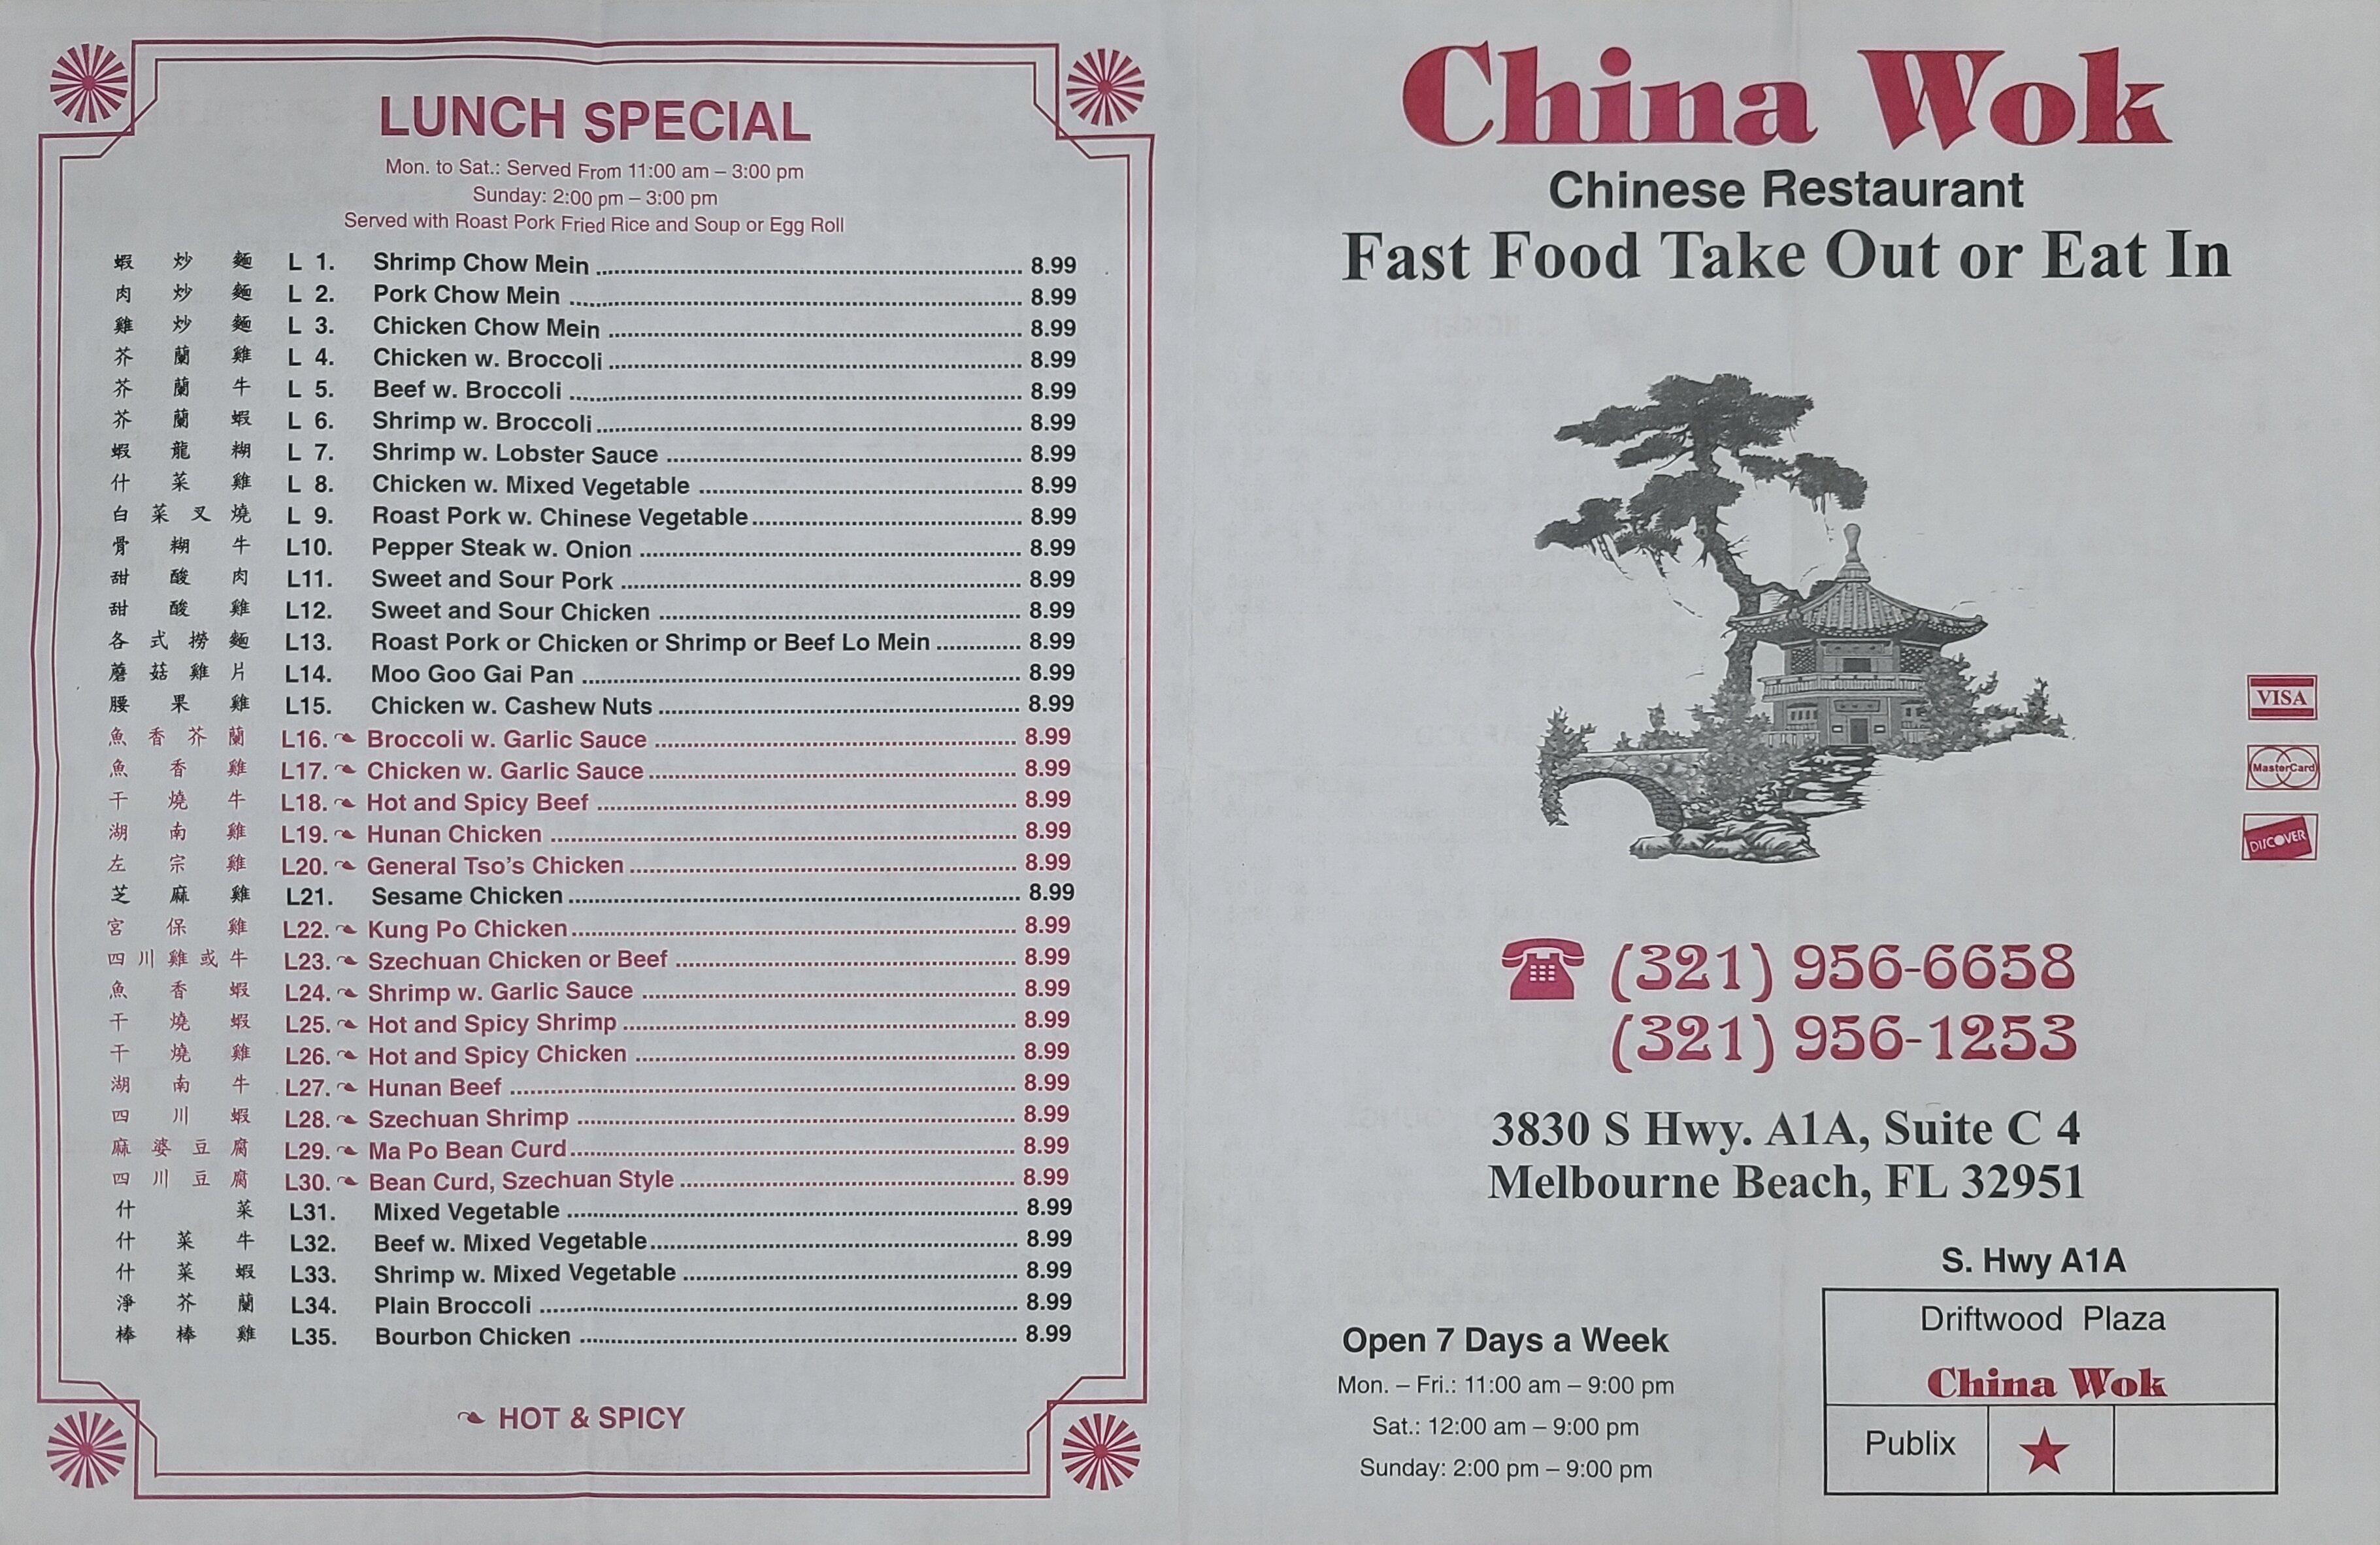 LUNCH SPECIAL
Mon. to Sat.: Served From 11:00 am – 3:00 pm
Sunday: 2:00 pm – 3:00 pm
Served with Roast Pork Fried Rice and Soup or Egg Roll
蝦炒麵 L 1. Shrimp Chow Mein 8.99
肉炒麵 L 2. Pork Chow Mein 8.99
雞炒麵 L 3. Chicken Chow Mein 8.99
芥蘭雞 L 4. Chicken w. Broccoli 8.99
芥蘭牛 L 5. Beef w. Broccoli 8.99
芥蘭蝦 L 6. Shrimp w. Broccoli 8.99
蝦龍糊 L 7. Shrimp w. Lobster Sauce 8.99
什菜雞 L 8. Chicken w. Mixed Vegetable 8.99
白菜叉燒 L 9. Roast Pork w. Chinese Vegetable 8.99
骨糊牛 L10. Pepper Steak w. Onion 8.99
甜酸肉 L11. Sweet and Sour Pork 8.99
甜酸雞 L12. Sweet and Sour Chicken 8.99
各式撈麵 L13. Roast Pork or Chicken or Shrimp or Beef Lo Mein 8.99
蘑菇雞片 L14. Moo Goo Gai Pan 8.99
腰果雞 L15. Chicken w. Cashew Nuts 8.99
魚香芥蘭 L16. Broccoli w. Garlic Sauce 8.99
魚香雞 L17. Chicken w. Garlic Sauce 8.99
干燒牛 L18. Hot and Spicy Beef 8.99
湖南雞 L19. Hunan Chicken 8.99
左宗雞 L20. General Tso's Chicken 8.99
芝麻雞 L21. Sesame Chicken 8.99
宮保雞 L22. Kung Po Chicken 8.99
四川雞或牛 L23. Szechuan Chicken or Beef 8.99
魚香蝦 L24. Shrimp w. Garlic Sauce 8.99
干燒蝦 L25. Hot and Spicy Shrimp 8.99
干燒雞 L26. Hot and Spicy Chicken 8.99
湖南牛 L27. Hunan Beef 8.99
四川蝦 L28. Szechuan Shrimp 8.99
麻婆豆腐 L29. Ma Po Bean Curd 8.99
四川豆腐 L30. Bean Curd, Szechuan Style 8.99
什菜 L31. Mixed Vegetable 8.99
什菜牛 L32. Beef w. Mixed Vegetable 8.99
什菜蝦 L33. Shrimp w. Mixed Vegetable 8.99
淨芥蘭 L34. Plain Broccoli 8.99
棒棒雞 L35. Bourbon Chicken 8.99
HOT & SPICY
China Wok
Chinese Restaurant
Fast Food Take Out or Eat In
VISA
MasterCard
DISCOVER
(321) 956-6658
(321) 956-1253
3830 S Hwy. A1A, Suite C 4
Melbourne Beach, FL 32951
Open 7 Days a Week
Mon. – Fri.: 11:00 am – 9:00 pm
Sat.: 12:00 am – 9:00 pm
Sunday: 2:00 pm – 9:00 pm
S. Hwy A1A
Driftwood Plaza
China Wok
Publix